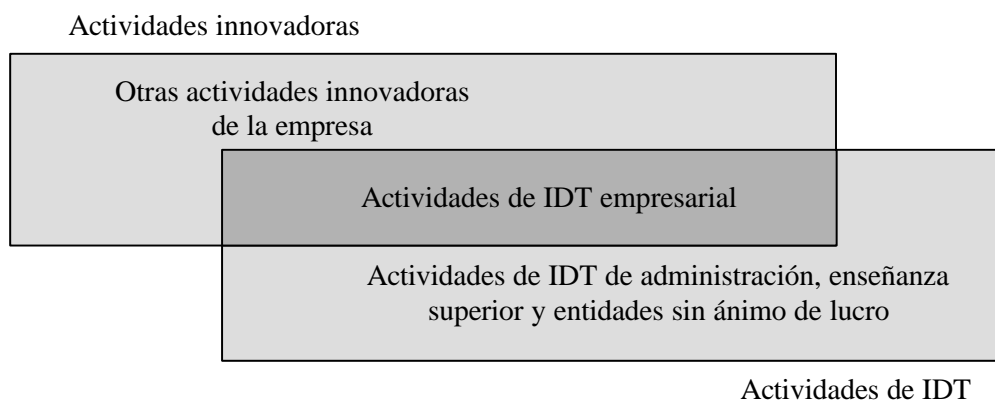 Actividades innovadoras
Otras actividades innovadoras
de la empresa
Actividades de IDT empresarial
Actividades de IDT de administración, enseñanza
superior y entidades sin ánimo de lucro
Actividades de IDT